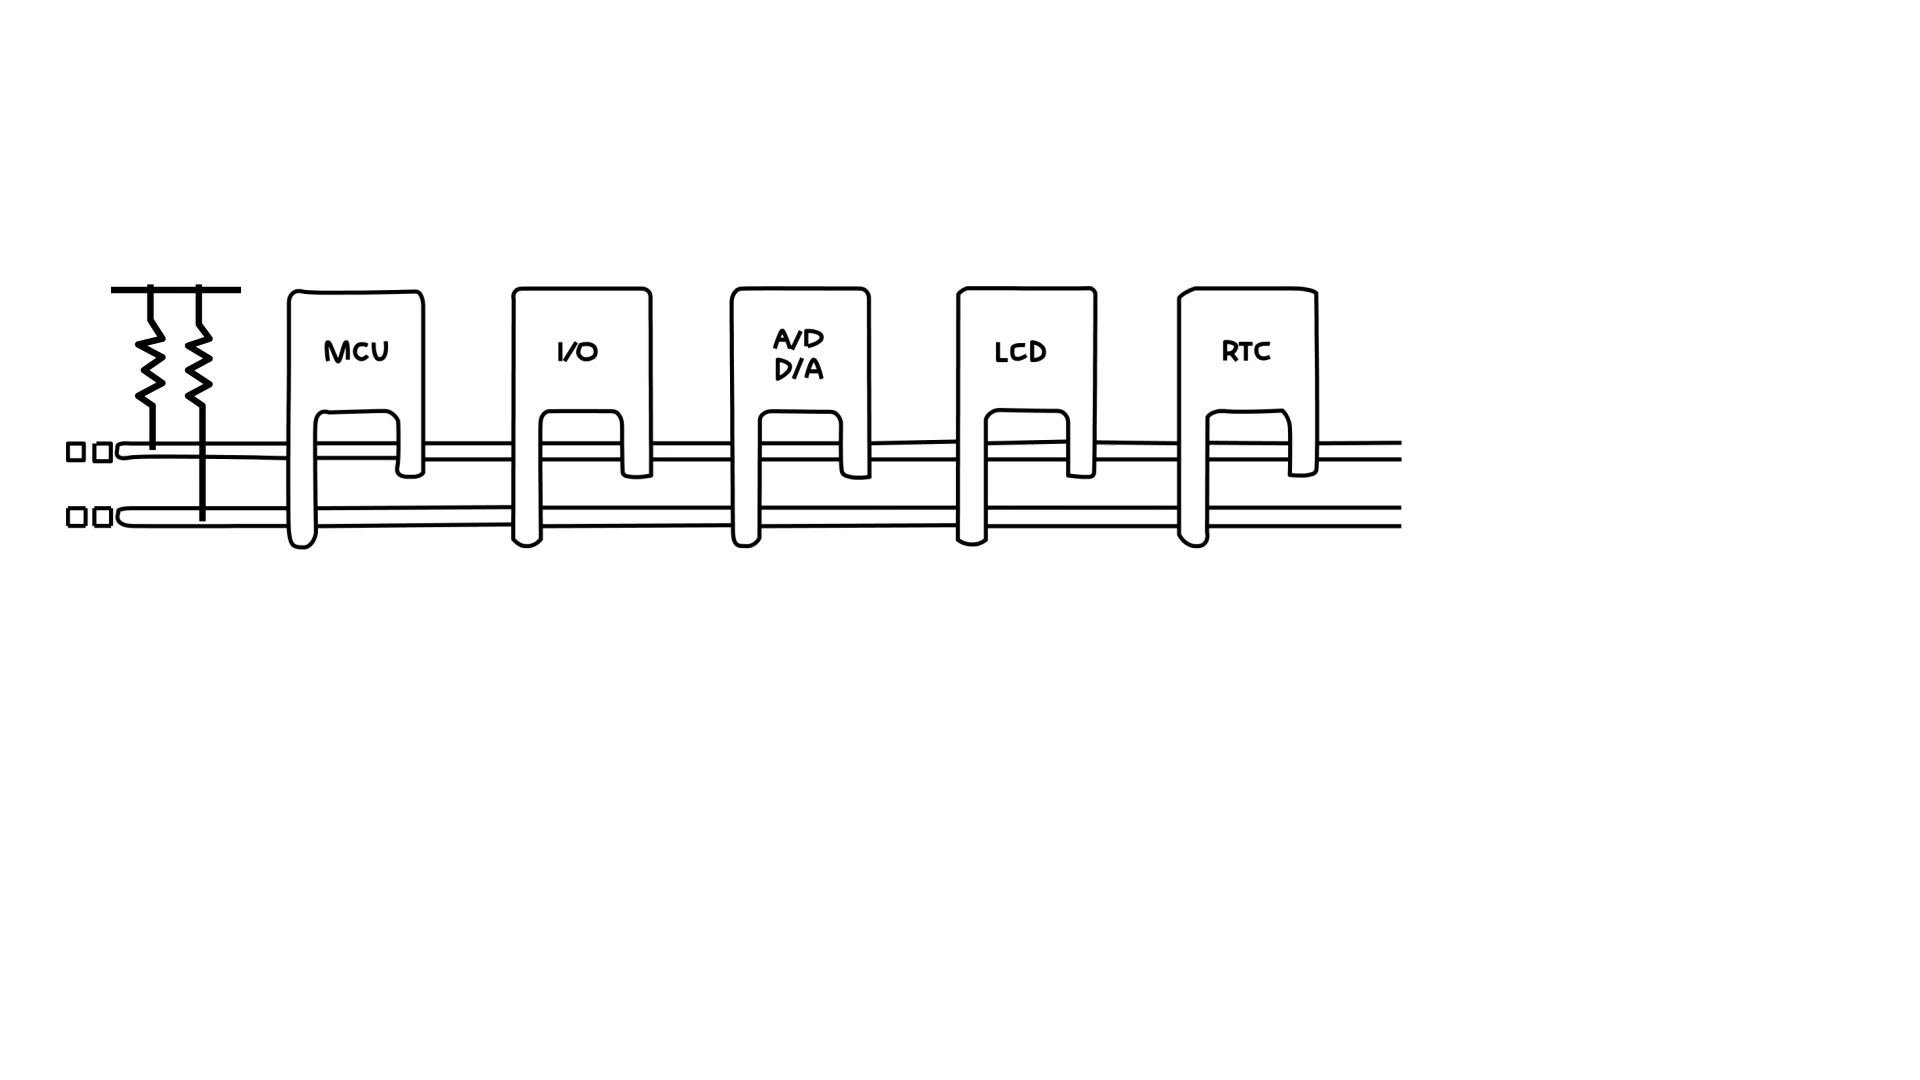 MCU
I/O
A/D
D/A
LCD
RTC